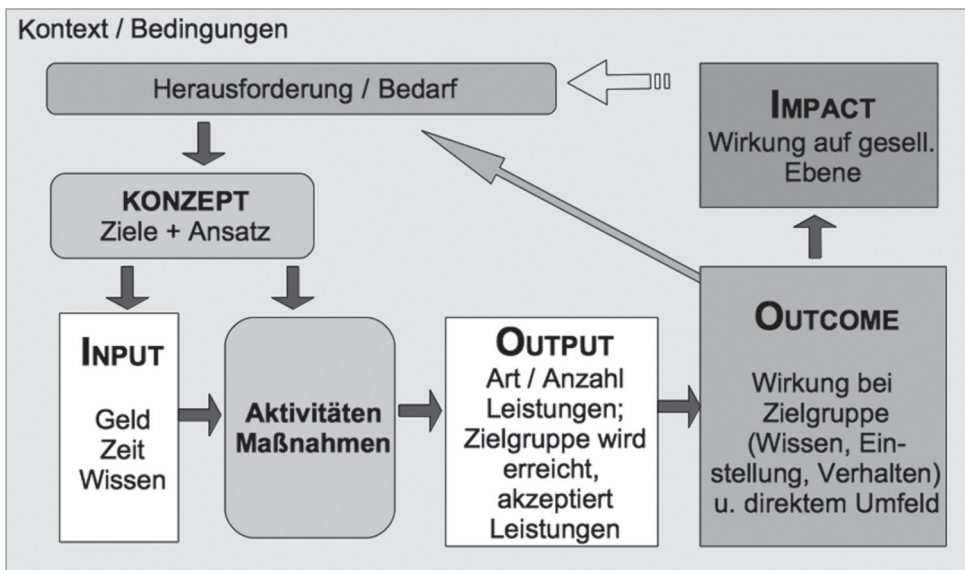 Kontext / Bedingungen
Herausforderung / Bedarf
IMPACT
Wirkung auf gesell.
Ebene
KONZEPT
Ziele + Ansatz
INPUT
Geld
Zeit
Wissen
Aktivitäten
Maßnahmen
OUTPUT
Art / Anzahl
Leistungen;
Zielgruppe wird
erreicht,
akzeptiert
Leistungen
OUTCOME
Wirkung bei
Zielgruppe
(Wissen, Ein-
stellung, Verhalten)
u. direktem Umfeld